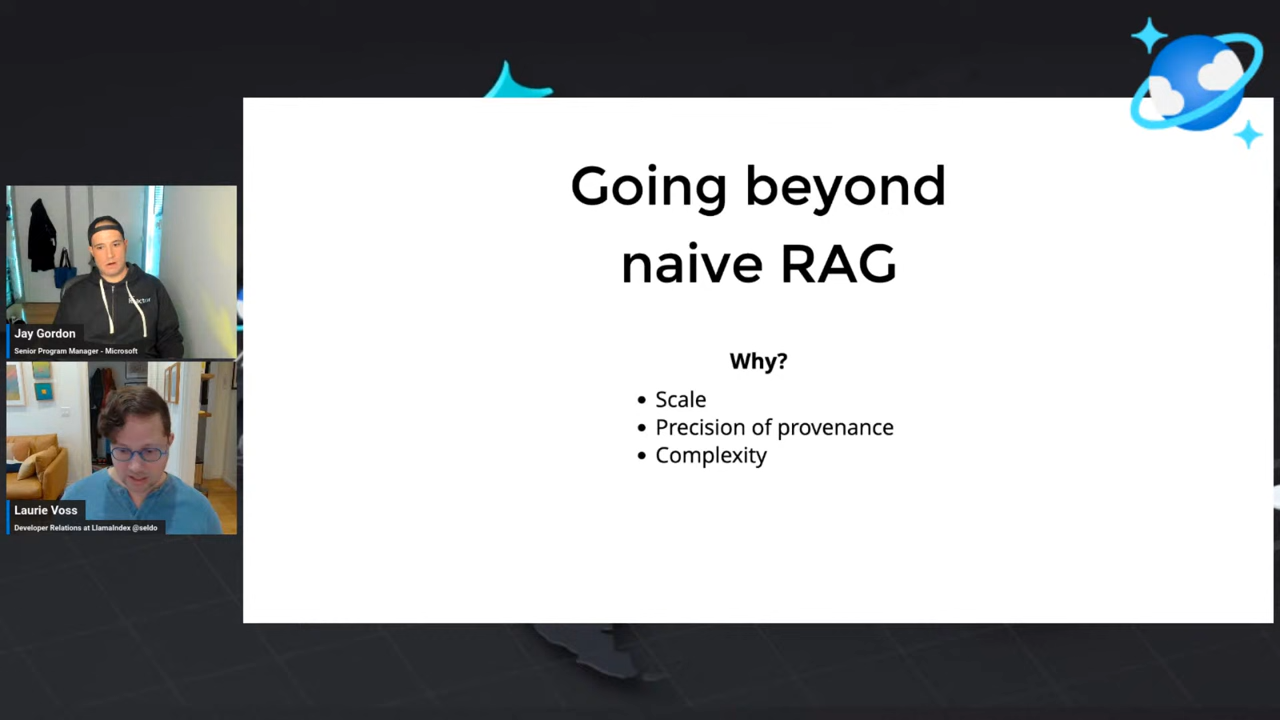 Going beyond
naive RAG
Why?
• Scale
• Precision of provenance
• Complexity
Jay Gordon
Senior Program Manager - Microsoft
Laurie Voss
Developer Relations at LlamaIndex @seldo